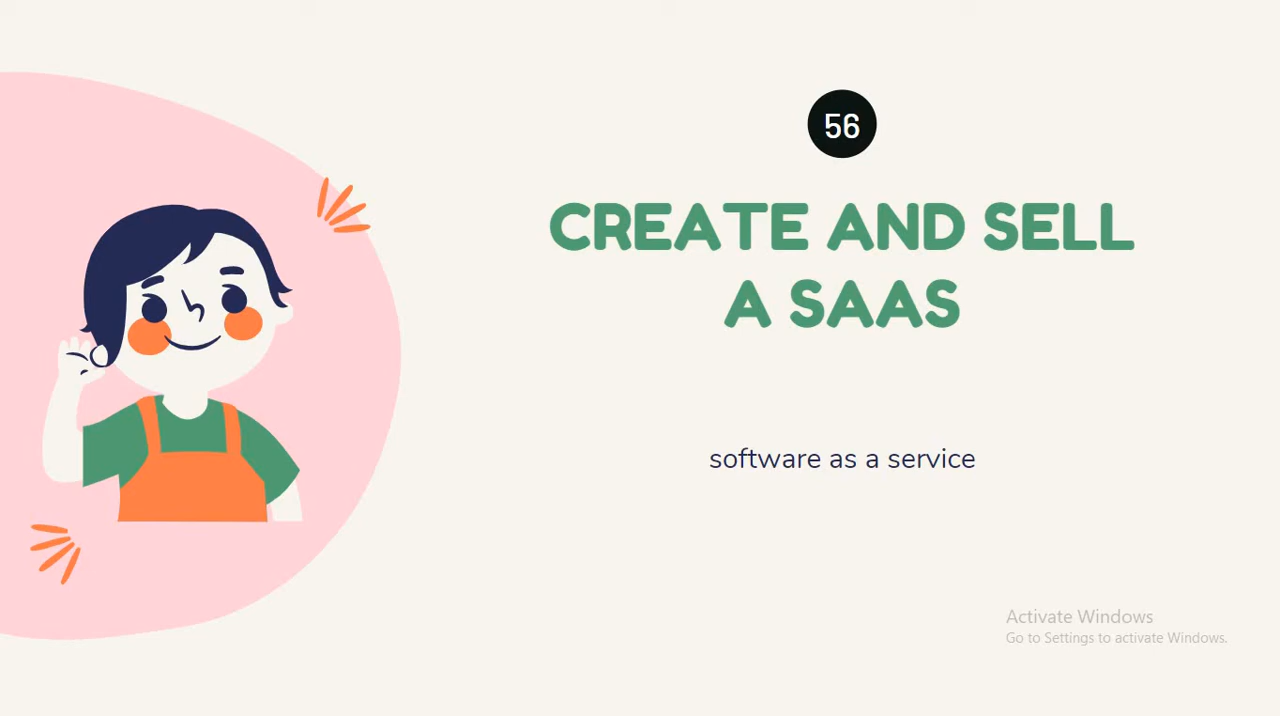 56
CREATE AND SELL
A SAAS
software as a service
Activate Windows
Go to Settings to activate Windows.